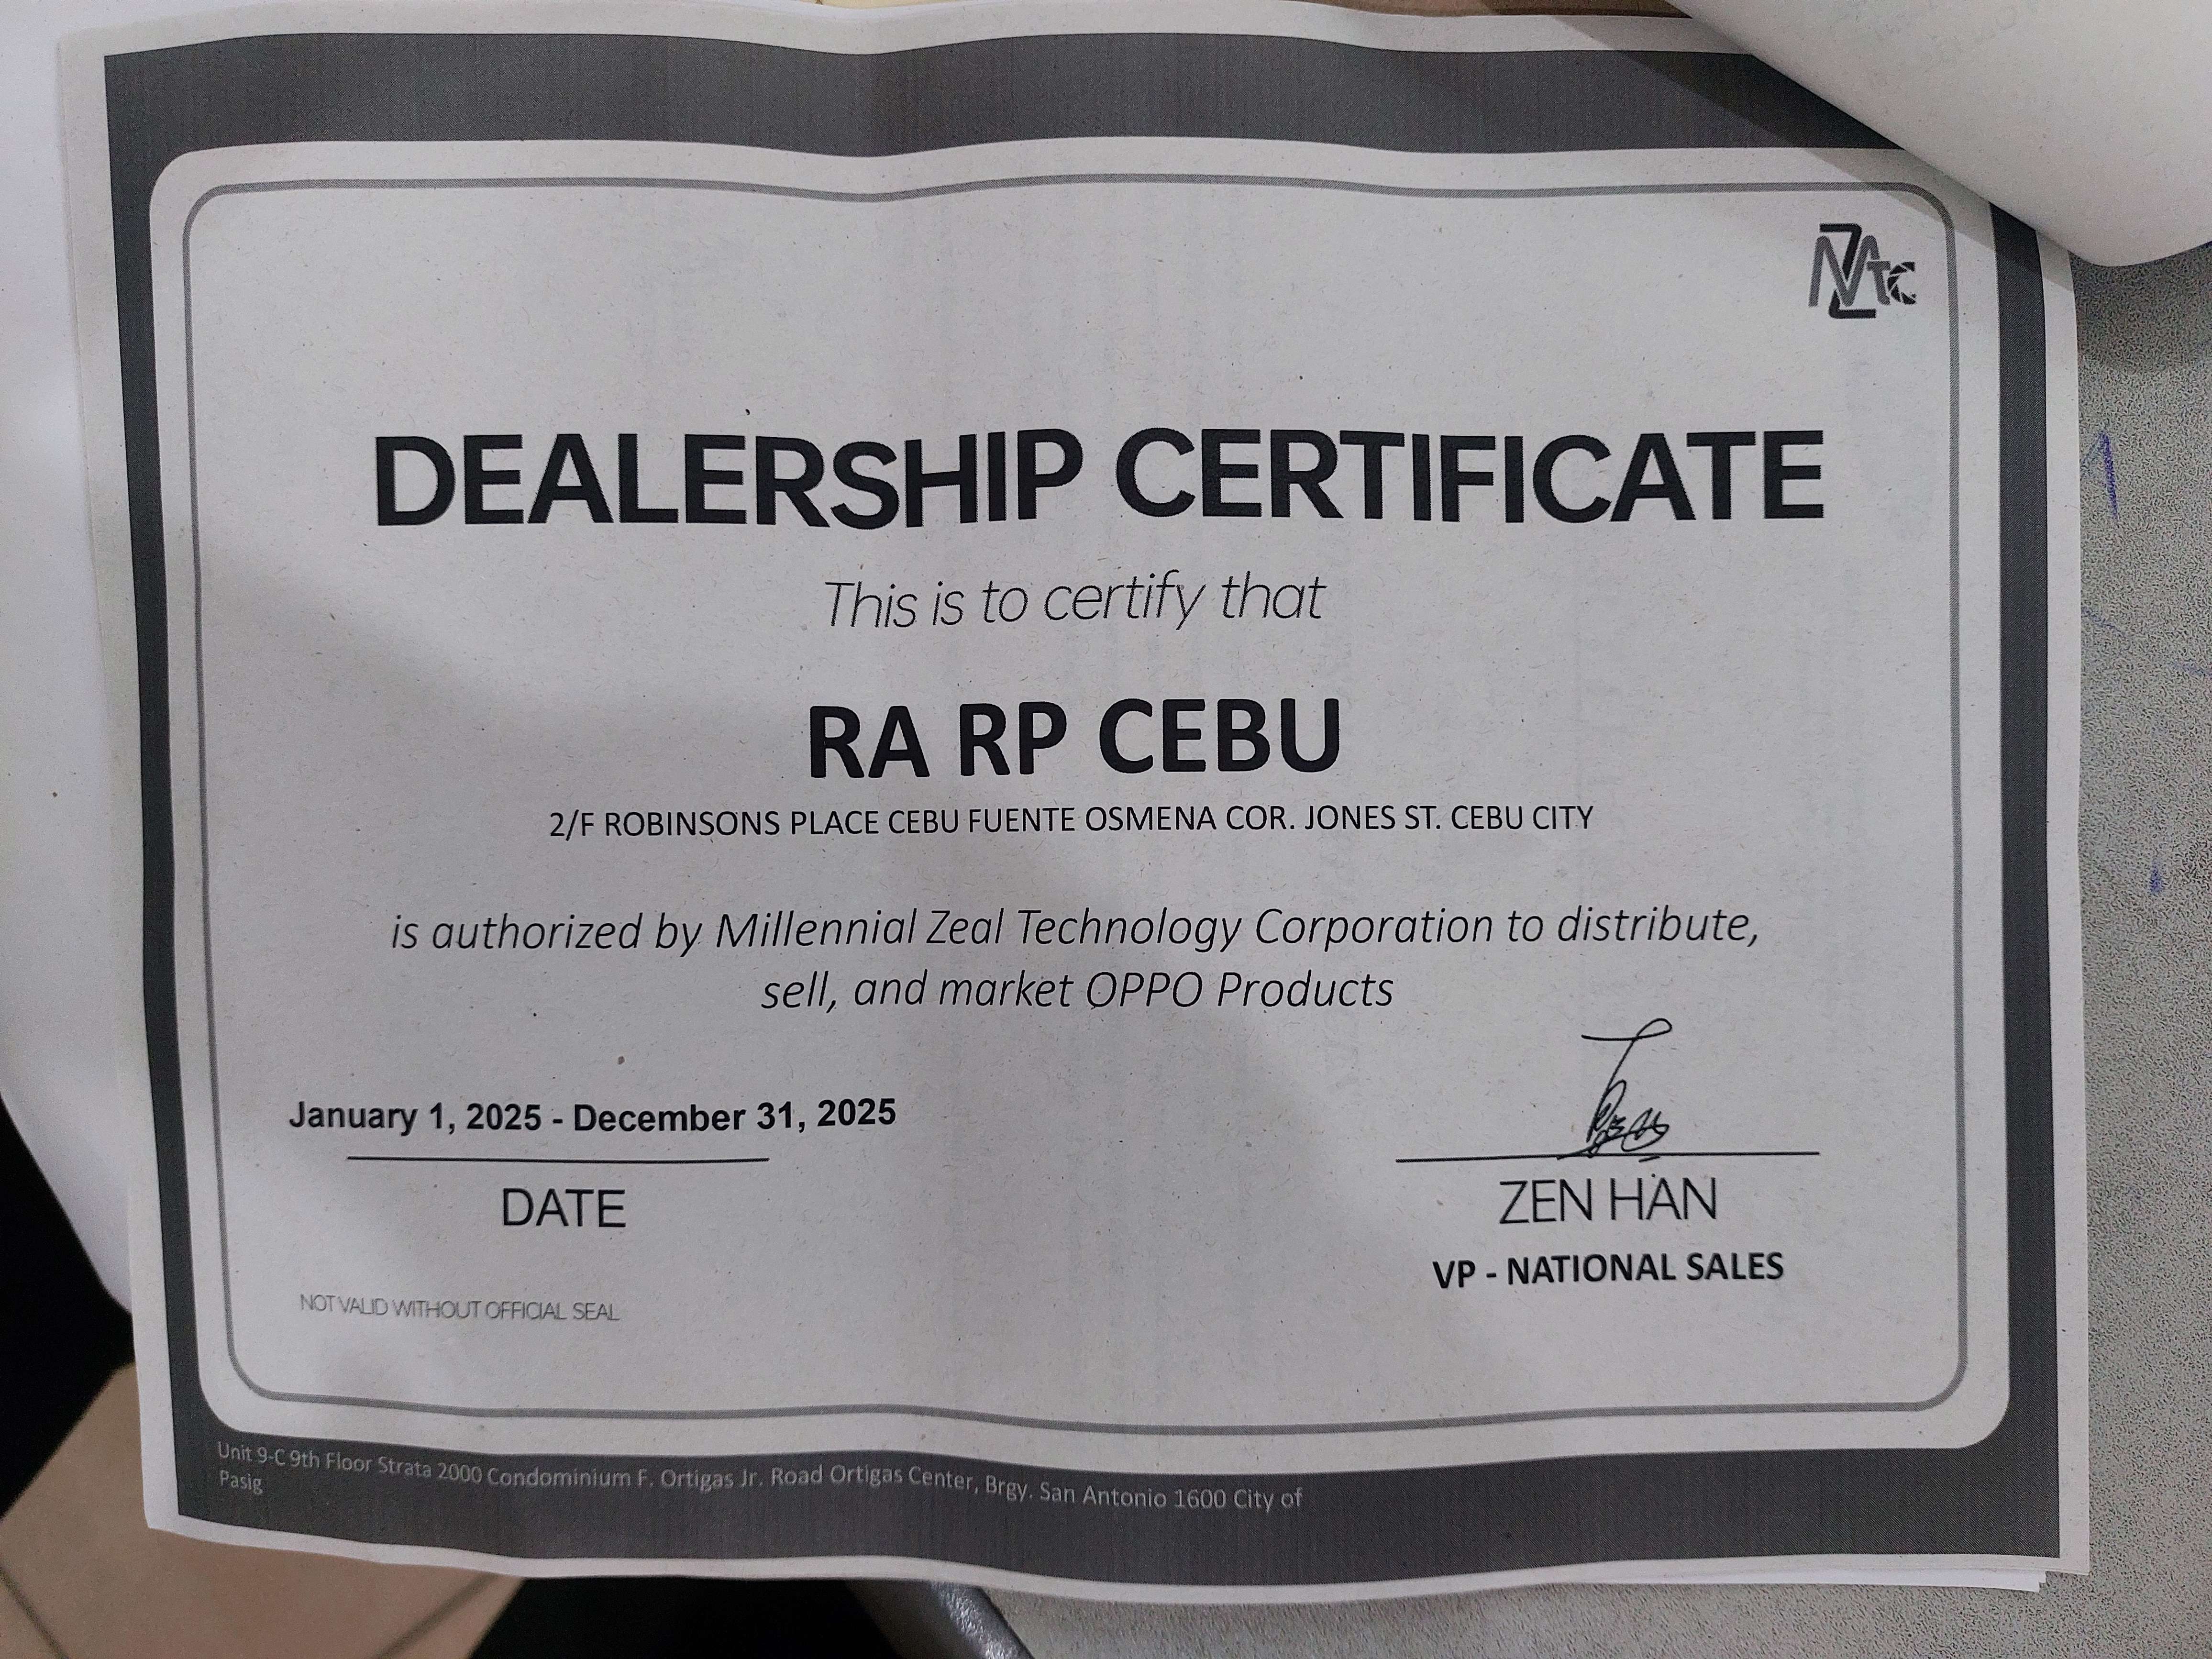 MZTC
DEALERSHIP CERTIFICATE
This is to certify that
RA RP CEBU
2/F ROBINSONS PLACE CEBU FUENTE OSMENA COR. JONES ST. CEBU CITY
is authorized by Millennial Zeal Technology Corporation to distribute,
sell, and market OPPO Products
January 1, 2025 - December 31, 2025
DATE
ZEN HAN
VP - NATIONAL SALES
NOT VALID WITHOUT OFFICIAL SEAL
Unit 9-C 9th Floor Strata 2000 Condominium F. Ortigas Jr. Road Ortigas Center, Brgy. San Antonio 1600 City of
Pasig